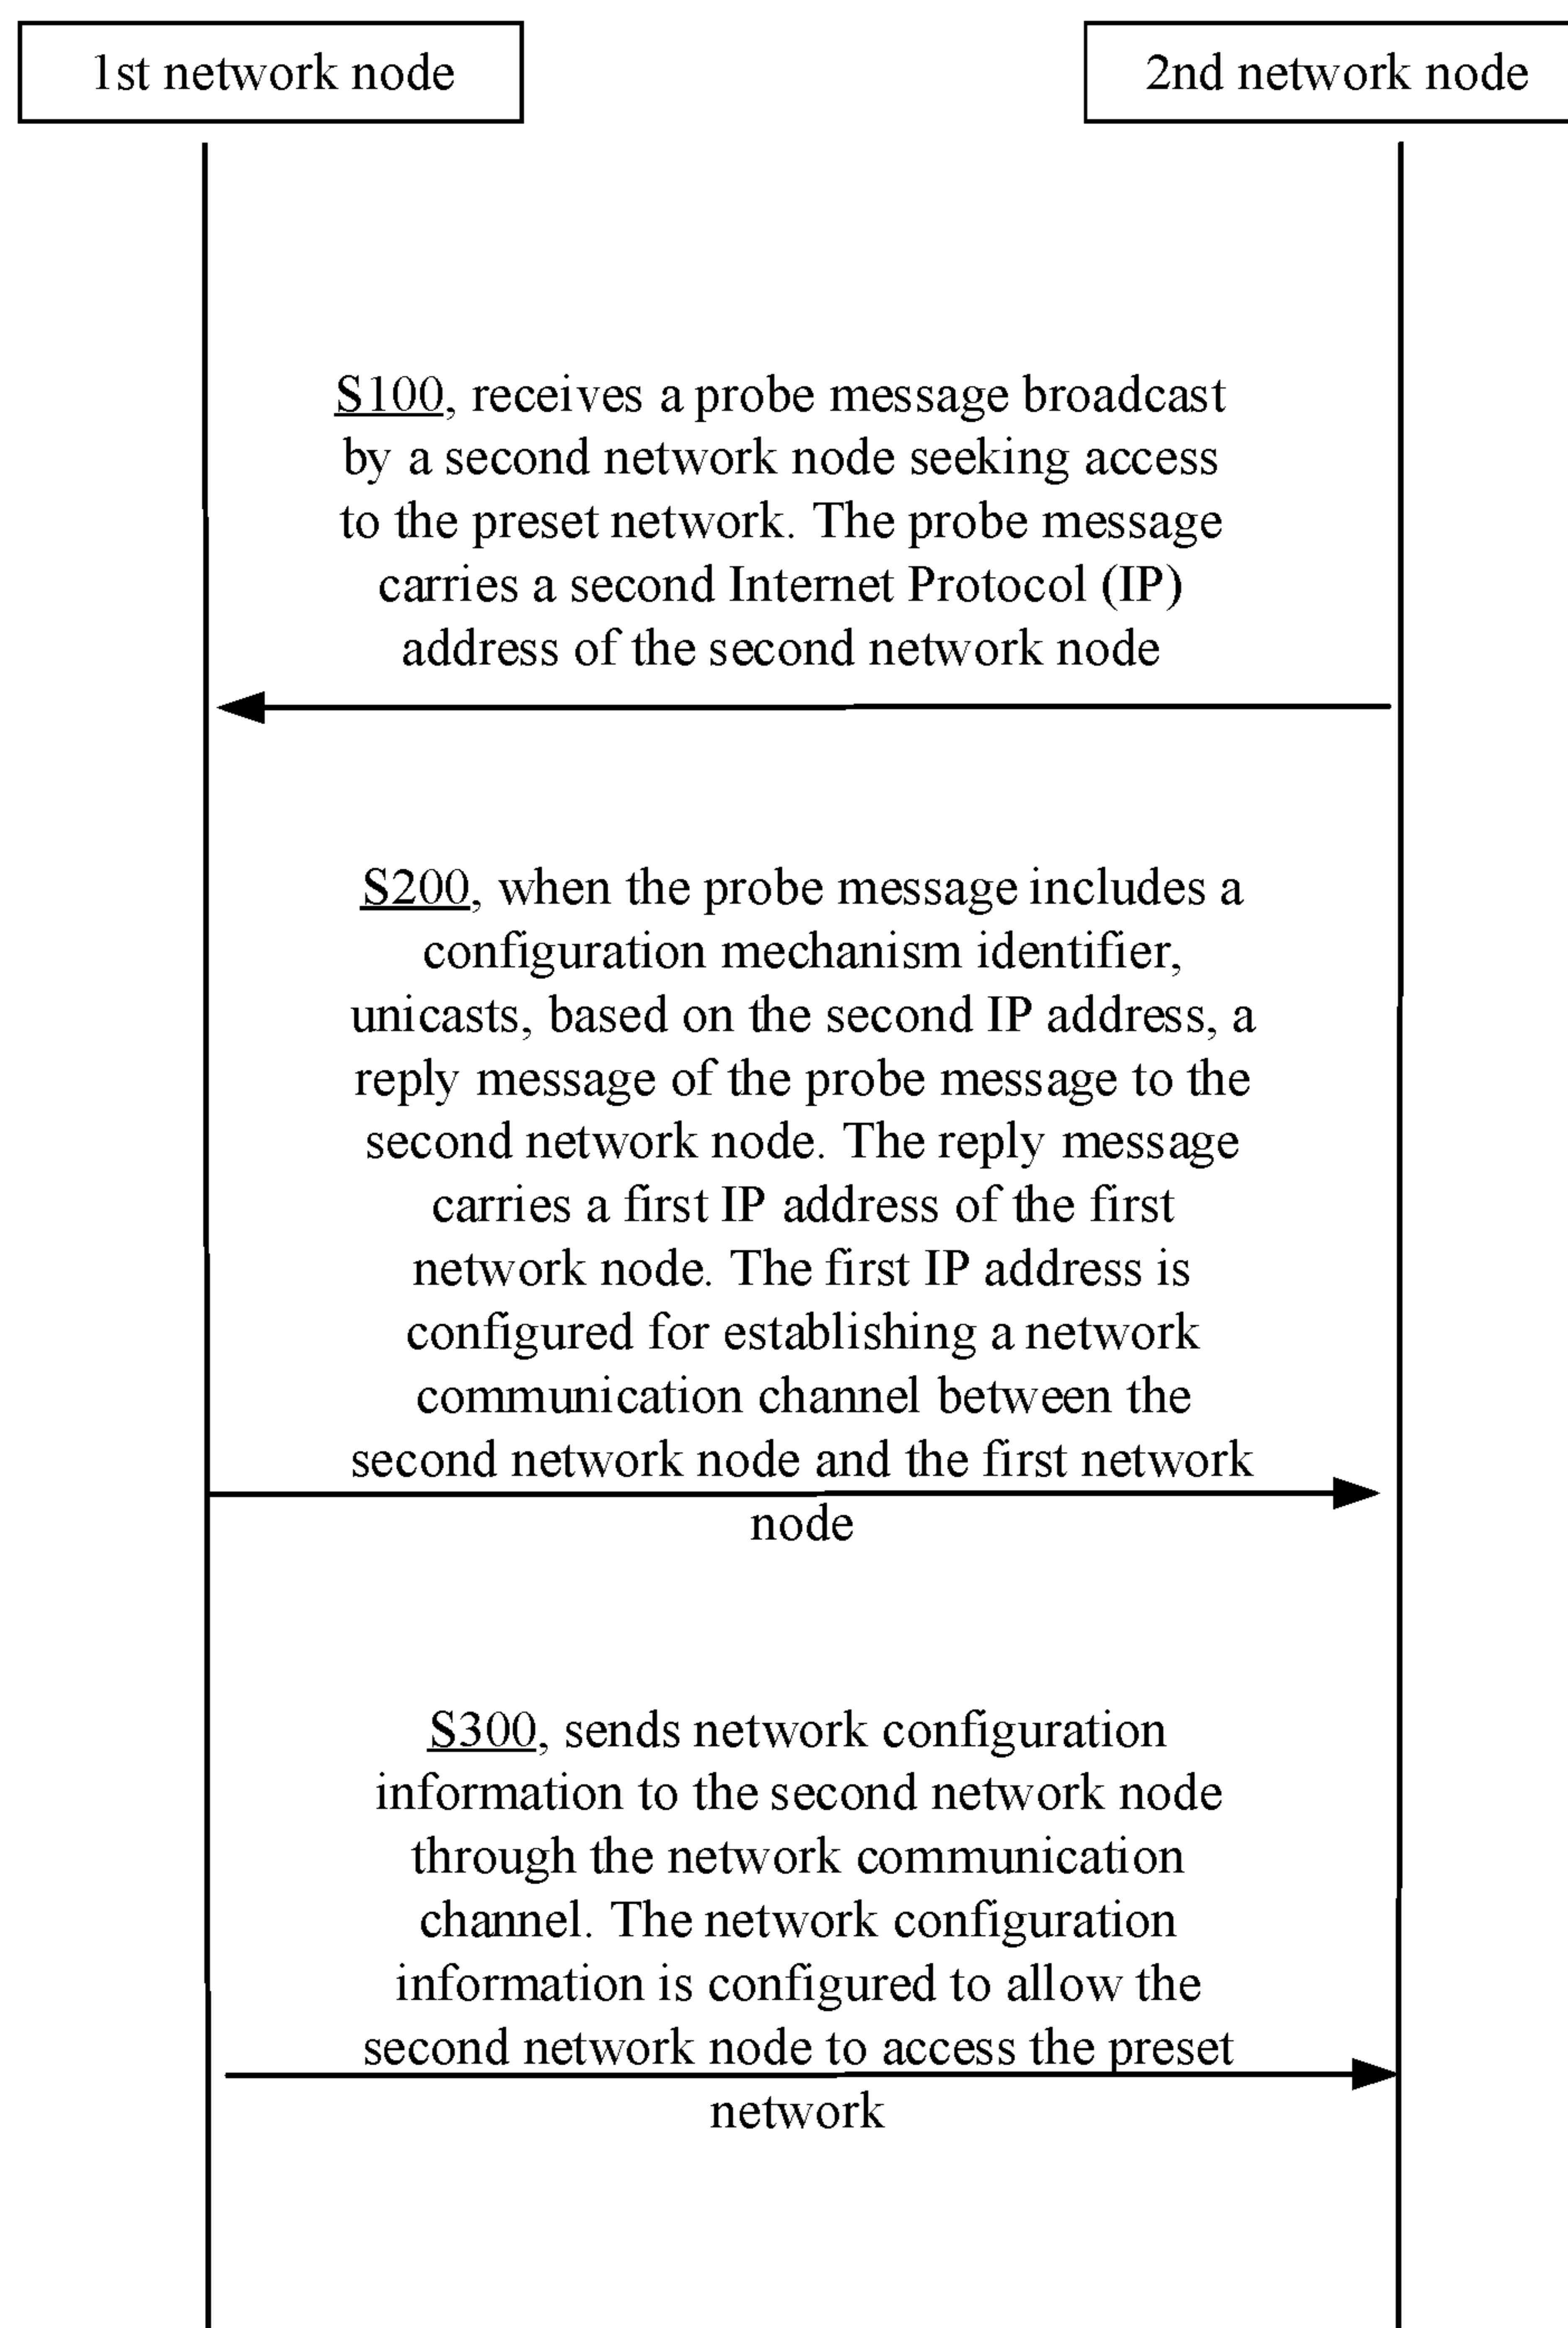 1st network node
2nd network node
S100, receives a probe message broadcast
by a second network node seeking access
to the preset network. The probe message
carries a second Internet Protocol (IP)
address of the second network node
S200, when the probe message includes a
configuration mechanism identifier,
unicasts, based on the second IP address, a
reply message of the probe message to the
second network node. The reply message
carries a first IP address of the first
network node. The first IP address is
configured for establishing a network
communication channel between the
second network node and the first network
node
S300, sends network configuration
information to the second network node
through the network communication
channel. The network configuration
information is configured to allow the
second network node to access the preset
network